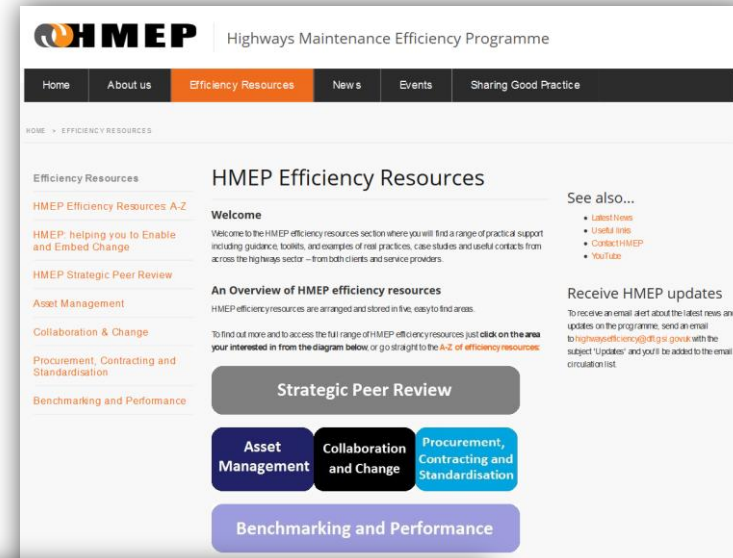 HMEP Highways Maintenance Efficiency Programme
Home About us Efficiency Resources News Events Sharing Good Practice
HOME > EFFICIENCY RESOURCES
Efficiency Resources
HMEP Efficiency Resources: A-Z
HMEP: helping you to Enable
and Embed Change
HMEP Strategic Peer Review
Asset Management
Collaboration & Change
Procurement, Contracting and
Standardisation
Benchmarking and Performance
HMEP Efficiency Resources
Welcome
Welcome to the HMEP efficiency resources section where you will find a range of practical support
including guidance, toolkits, and examples of real practices, case studies and useful contacts from
across the highways sector – from both clients and service providers.
An Overview of HMEP efficiency resources
HMEP efficiency resources are arranged and stored in five, easy to find areas.
To find out more and to access the full range of HMEP efficiency resources just click on the area
your interested in from the diagram below, or go straight to the A-Z of efficiency resources:
Strategic Peer Review
Asset
Management
Collaboration
and Change
Procurement,
Contracting and
Standardisation
Benchmarking and Performance
See also...
Latest News
Useful links
Contact HMEP
YouTube
Receive HMEP updates
To receive an email alert about the latest news and
updates on the programme, send an email
to highwaysefficiency@dft.gsi.gov.uk with the
subject 'Updates' and you'll be added to the email
circulation list.